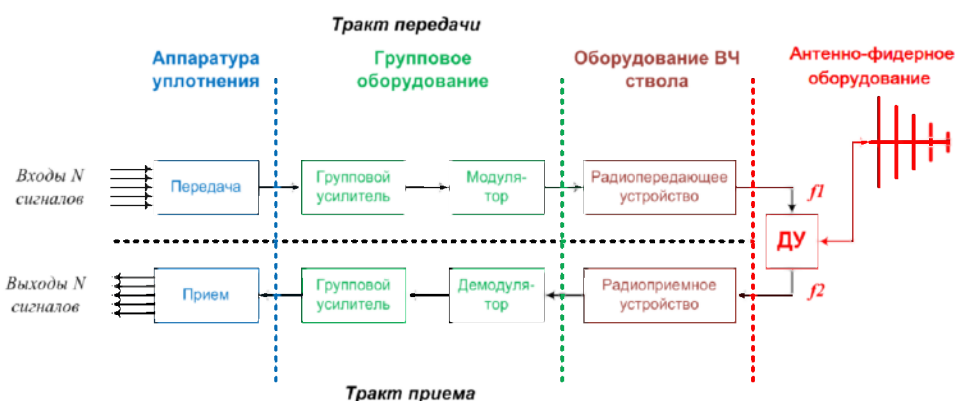 Тракт передачи
Аппаратура
уплотнения
Групповое
оборудование
Оборудование ВЧ
ствола
Антенно-фидерное
оборудование
Входы N
сигналов
Передача
Групповой
усилитель
Модуля-
тор
Радиопередающее
устройство
f1
ДУ
Выходы N
сигналов
Прием
Групповой
усилитель
Демодуля-
тор
Радиоприемное
устройство
f2
Тракт приема